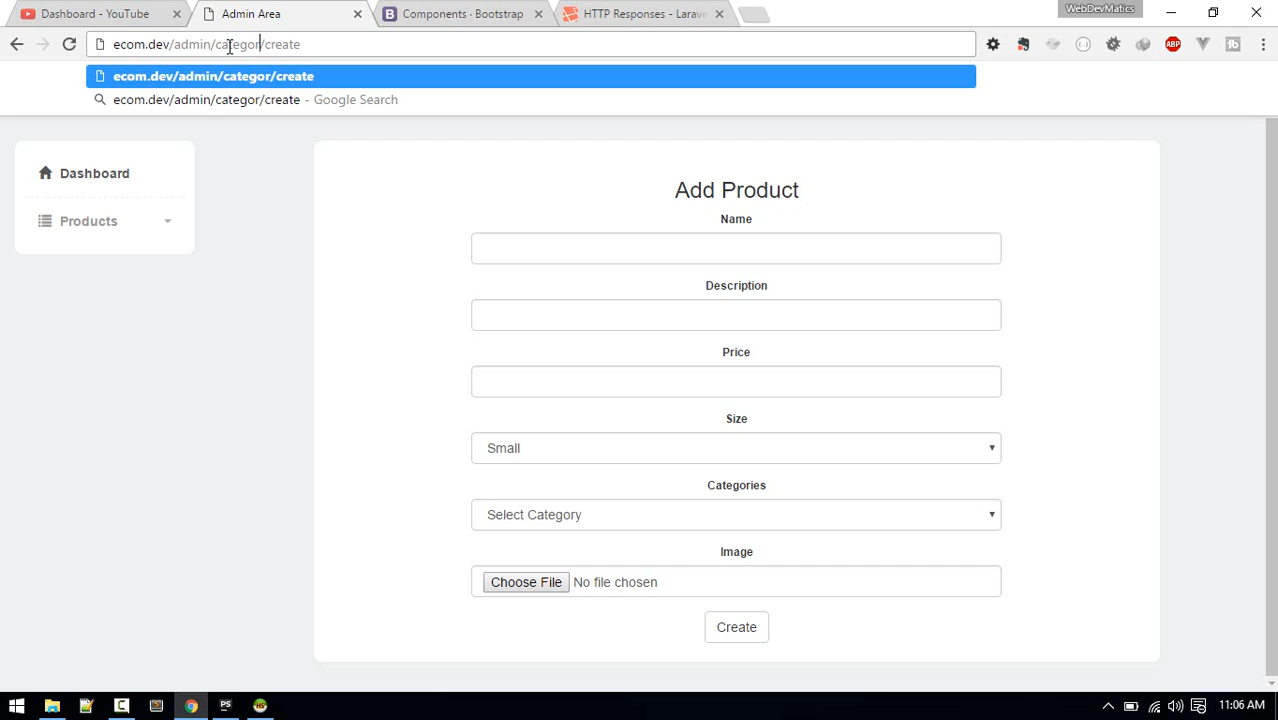 Dashboard - YouTube
Admin Area
Components · Bootstrap
HTTP Responses - Larave
WebDevMatics
ecom.dev/admin/categor/create
ecom.dev/admin/categor/create
ecom.dev/admin/categor/create - Google Search
ABP
Dashboard
Products
Add Product
Name
Description
Price
Size
Small
Categories
Select Category
Image
Choose File No file chosen
Create
PS
11:06 AM